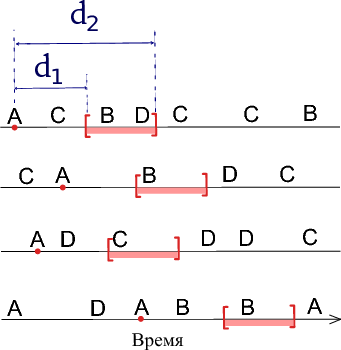 d₂
d₁
A C B D C C B
C A B D C
A D C D D C
A D A B B A
Время